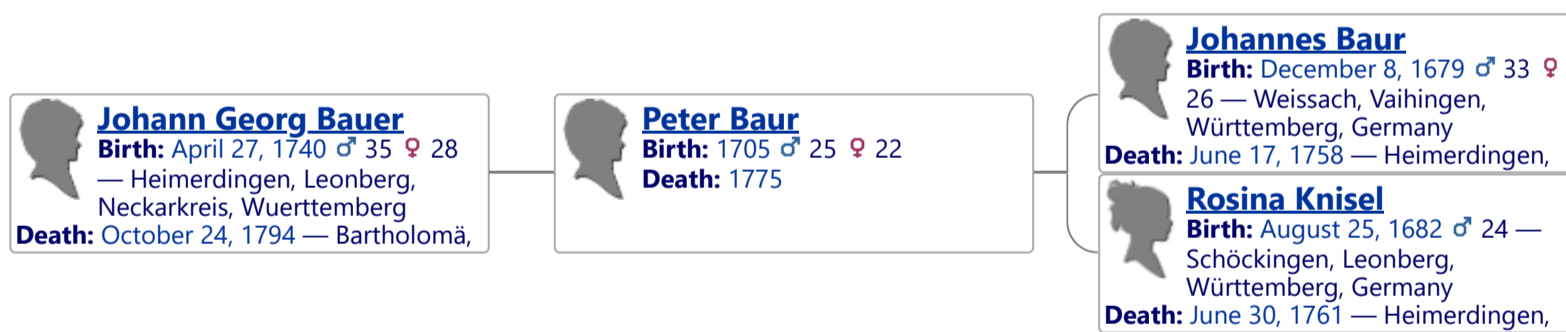 Johann Georg Bauer
Birth: April 27, 1740 ♂ 35 ♀ 28
— Heimerdingen, Leonberg,
Neckarkreis, Wuerttemberg
Death: October 24, 1794 — Bartholomä,
Peter Baur
Birth: 1705 ♂ 25 ♀ 22
Death: 1775
Johannes Baur
Birth: December 8, 1679 ♂ 33 ♀
26 — Weissach, Vaihingen,
Württemberg, Germany
Death: June 17, 1758 — Heimerdingen,
Rosina Knisel
Birth: August 25, 1682 ♂ 24 —
Schöckingen, Leonberg,
Württemberg, Germany
Death: June 30, 1761 — Heimerdingen,